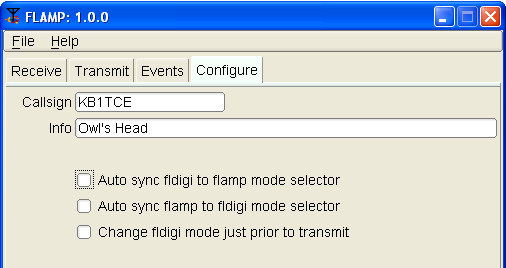 FLAMP: 1.0.0
File Help
Receive Transmit Events Configure
Callsign KB1TCE
Info Owl's Head
Auto sync fldigi to flamp mode selector
Auto sync flamp to fldigi mode selector
Change fldigi mode just prior to transmit